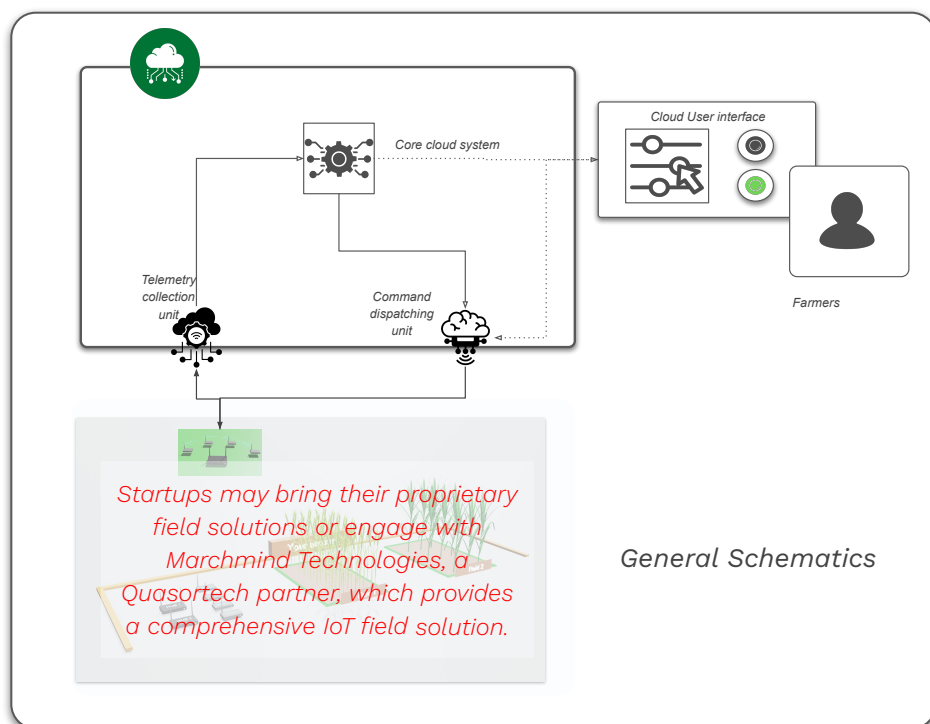 Cloud User interface
Core cloud system
Telemetry
collection
unit
Command
dispatching
unit
Farmers
Startups may bring their proprietary
field solutions or engage with
Marchmind Technologies, a
Quasortech partner, which provides
a comprehensive IoT field solution.
General Schematics